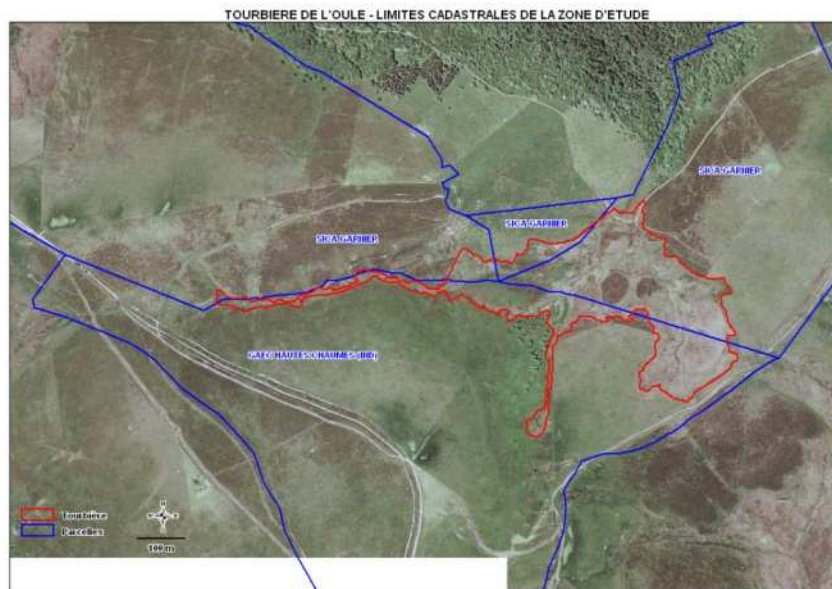 TOURBIERE DE L'OULE - LIMITES CADASTRALES DE LA ZONE D'ETUDE
SICA GARNIER
SICA GARNIER
SICA GARNIER
GAEC HAUTES CHAUMES (IND)
Tourbière
Parcelles
100 m